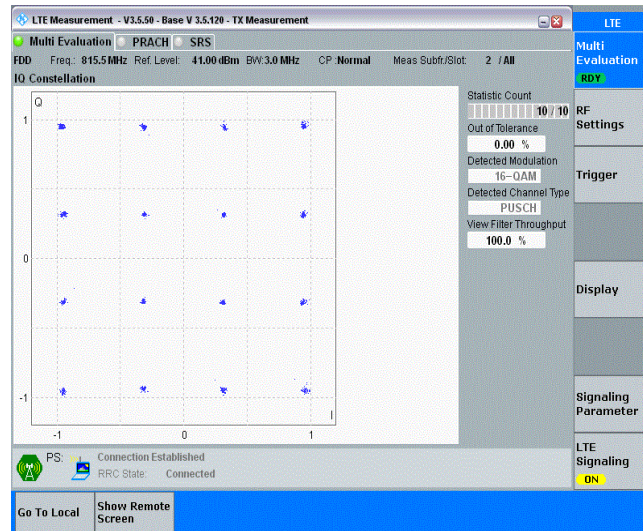 LTE Measurement - V3.5.50 - Base V 3.5.120 - TX Measurement
LTE
Multi Evaluation PRACH SRS
FDD Freq.: 815.5 MHz Ref. Level: 41.00 dBm BW: 3.0 MHz CP :Normal Meas Subfr./Slot: 2 / All
IQ Constellation
Q
1
0
-1
-1
0
1
I
Statistic Count
10 / 10
Out of Tolerance
0.00 %
Detected Modulation
16-QAM
Detected Channel Type
PUSCH
View Filter Throughput
100.0 %
Multi
Evaluation
RDY
RF
Settings
Trigger
Display
Signaling
Parameter
LTE
Signaling
ON
PS: Connection Established
RRC State: Connected
Go To Local
Show Remote
Screen